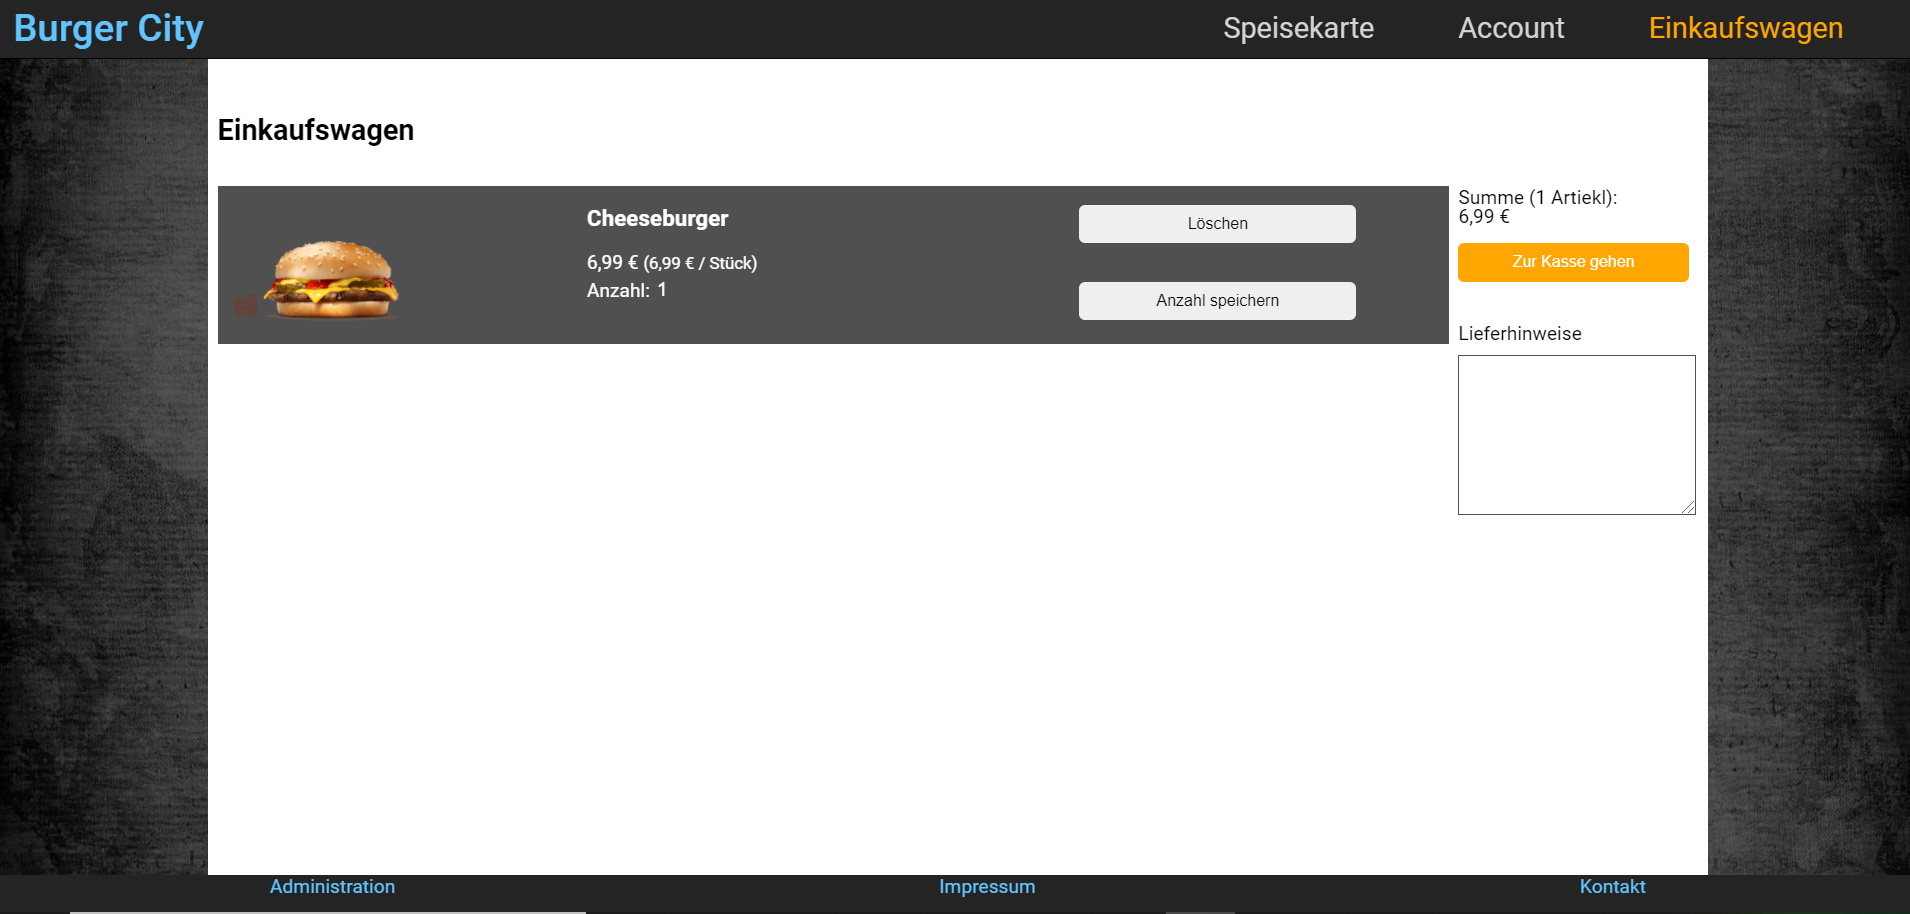 Burger City
Speisekarte
Account
Einkaufswagen
Einkaufswagen
Cheeseburger
6,99 € (6,99 € / Stück)
Anzahl: 1
Löschen
Anzahl speichern
Summe (1 Artiekl):
6,99 €
Zur Kasse gehen
Lieferhinweise
Administration
Impressum
Kontakt